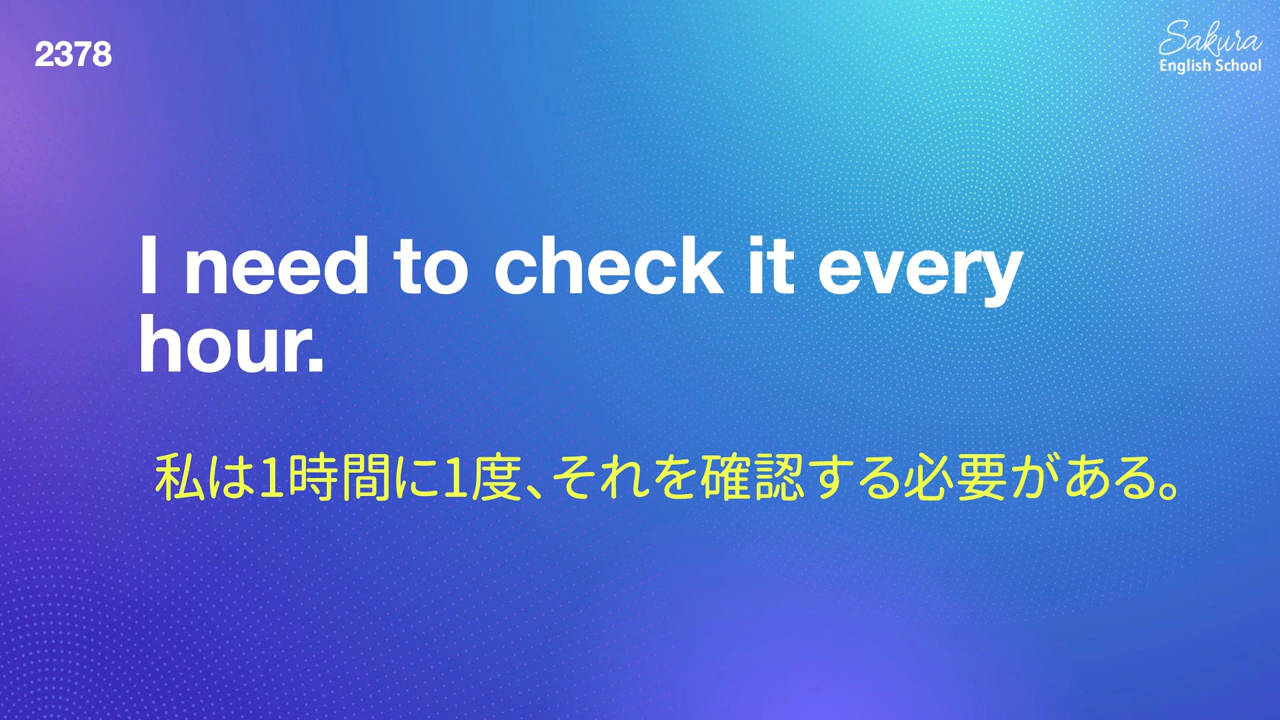 2378
Sakura
English School
I need to check it every
hour.
私は1時間に1度、それを確認する必要がある。